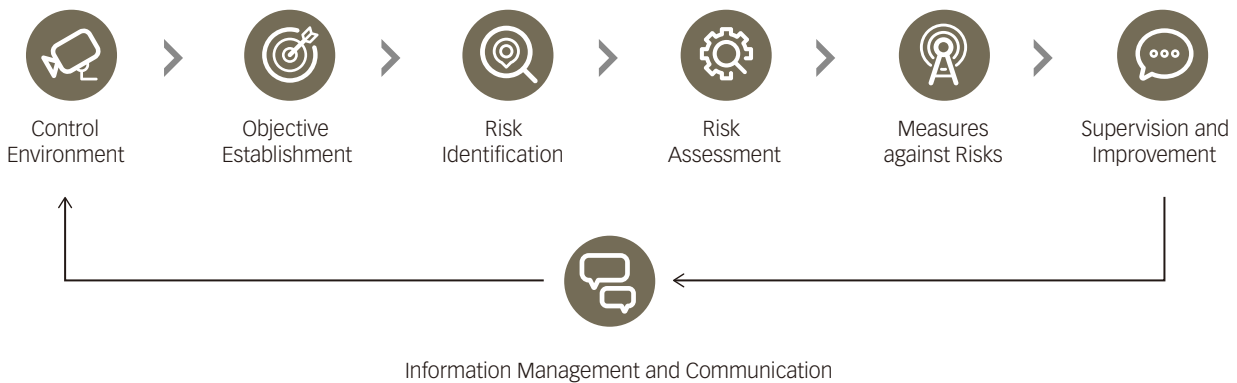 Control
Environment
Objective
Establishment
Risk
Identification
Risk
Assessment
Measures
against Risks
Supervision and
Improvement
Information Management and Communication